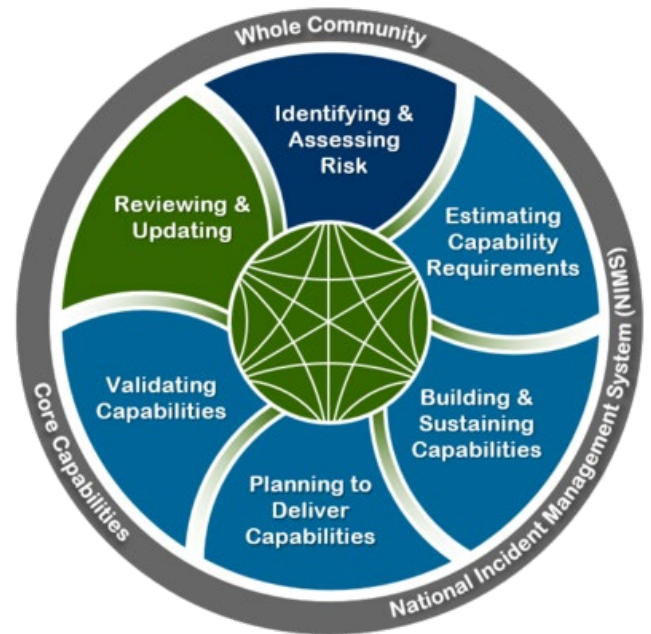 Whole Community
Identifying &
Assessing
Risk
Estimating
Capability
Requirements
Building &
Sustaining
Capabilities
Planning to
Deliver
Capabilities
Validating
Capabilities
Reviewing &
Updating
National Incident Management System (NIMS)
Core Capabilities